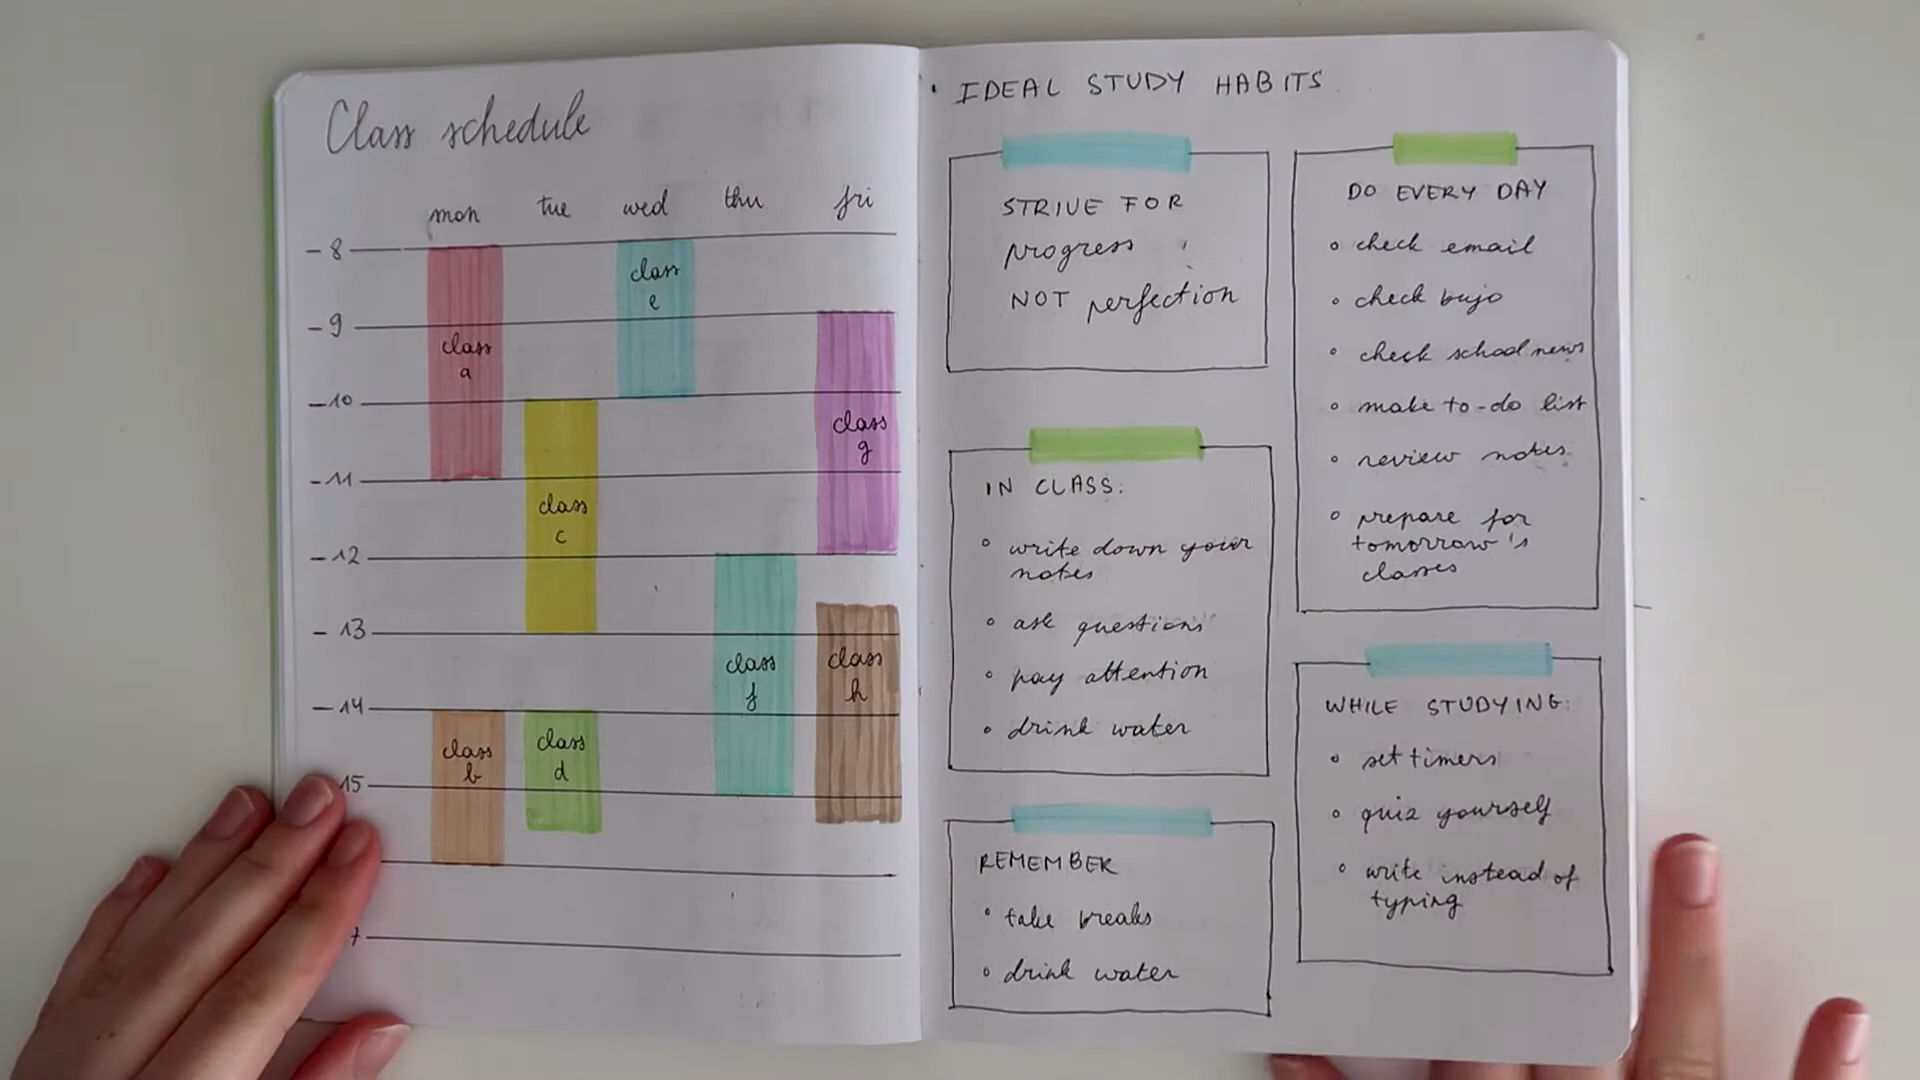 Class schedule
mon tue wed thu fri
- 8
- 9
- 10
- 11
- 12
- 13
- 14
15
7
class
a
class
b
class
c
class
d
class
e
class
f
class
g
class
h
IDEAL STUDY HABITS
STRIVE FOR
progress,
NOT perfection
IN CLASS:
◦ write down your
notes
◦ ask questions
◦ pay attention
◦ drink water
REMEMBER
◦ take breaks
◦ drink water
DO EVERY DAY
◦ check email
◦ check bujo
◦ check school news
◦ make to-do list
◦ review notes
◦ prepare for
tomorrow's
classes
WHILE STUDYING:
◦ set timers
◦ quiz yourself
◦ write instead of
typing